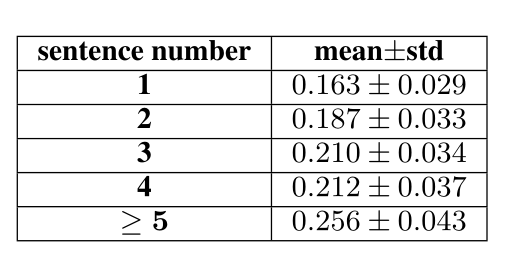 sentence number mean±std
1 0.163 ± 0.029
2 0.187 ± 0.033
3 0.210 ± 0.034
4 0.212 ± 0.037
≥ 5 0.256 ± 0.043